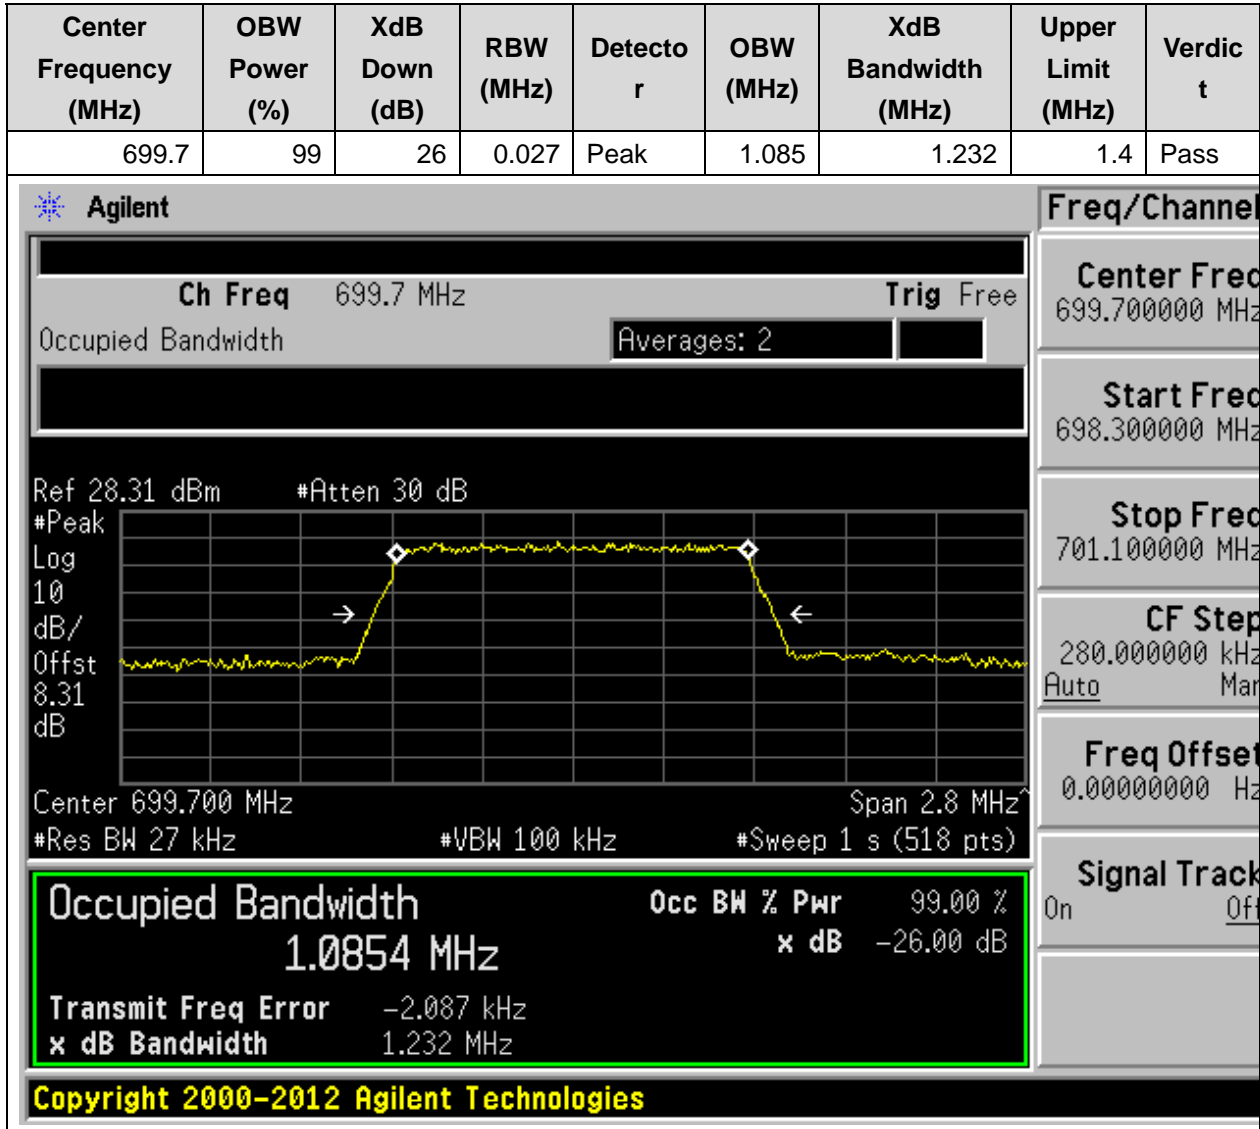 Center Frequency (MHz) OBW Power (%) XdB Down (dB) RBW (MHz) Detector OBW (MHz) XdB Bandwidth (MHz) Upper Limit (MHz) Verdict
699.7 99 26 0.027 Peak 1.085 1.232 1.4 Pass
Agilent
Ch Freq 699.7 MHz Trig Free
Occupied Bandwidth Averages: 2
Ref 28.31 dBm #Atten 30 dB
#Peak
Log
10
dB/
Offst
8.31
dB
Center 699.700 MHz Span 2.8 MHz^
#Res BW 27 kHz #VBW 100 kHz #Sweep 1 s (518 pts)
Occupied Bandwidth Occ BW % Pwr 99.00 %
1.0854 MHz x dB -26.00 dB
Transmit Freq Error -2.087 kHz
x dB Bandwidth 1.232 MHz
Copyright 2000-2012 Agilent Technologies
Freq/Channel
Center Freq
699.700000 MHz
Start Freq
698.300000 MHz
Stop Freq
701.100000 MHz
CF Step
280.000000 kHz
Auto Man
Freq Offset
0.00000000 Hz
Signal Track
On Off